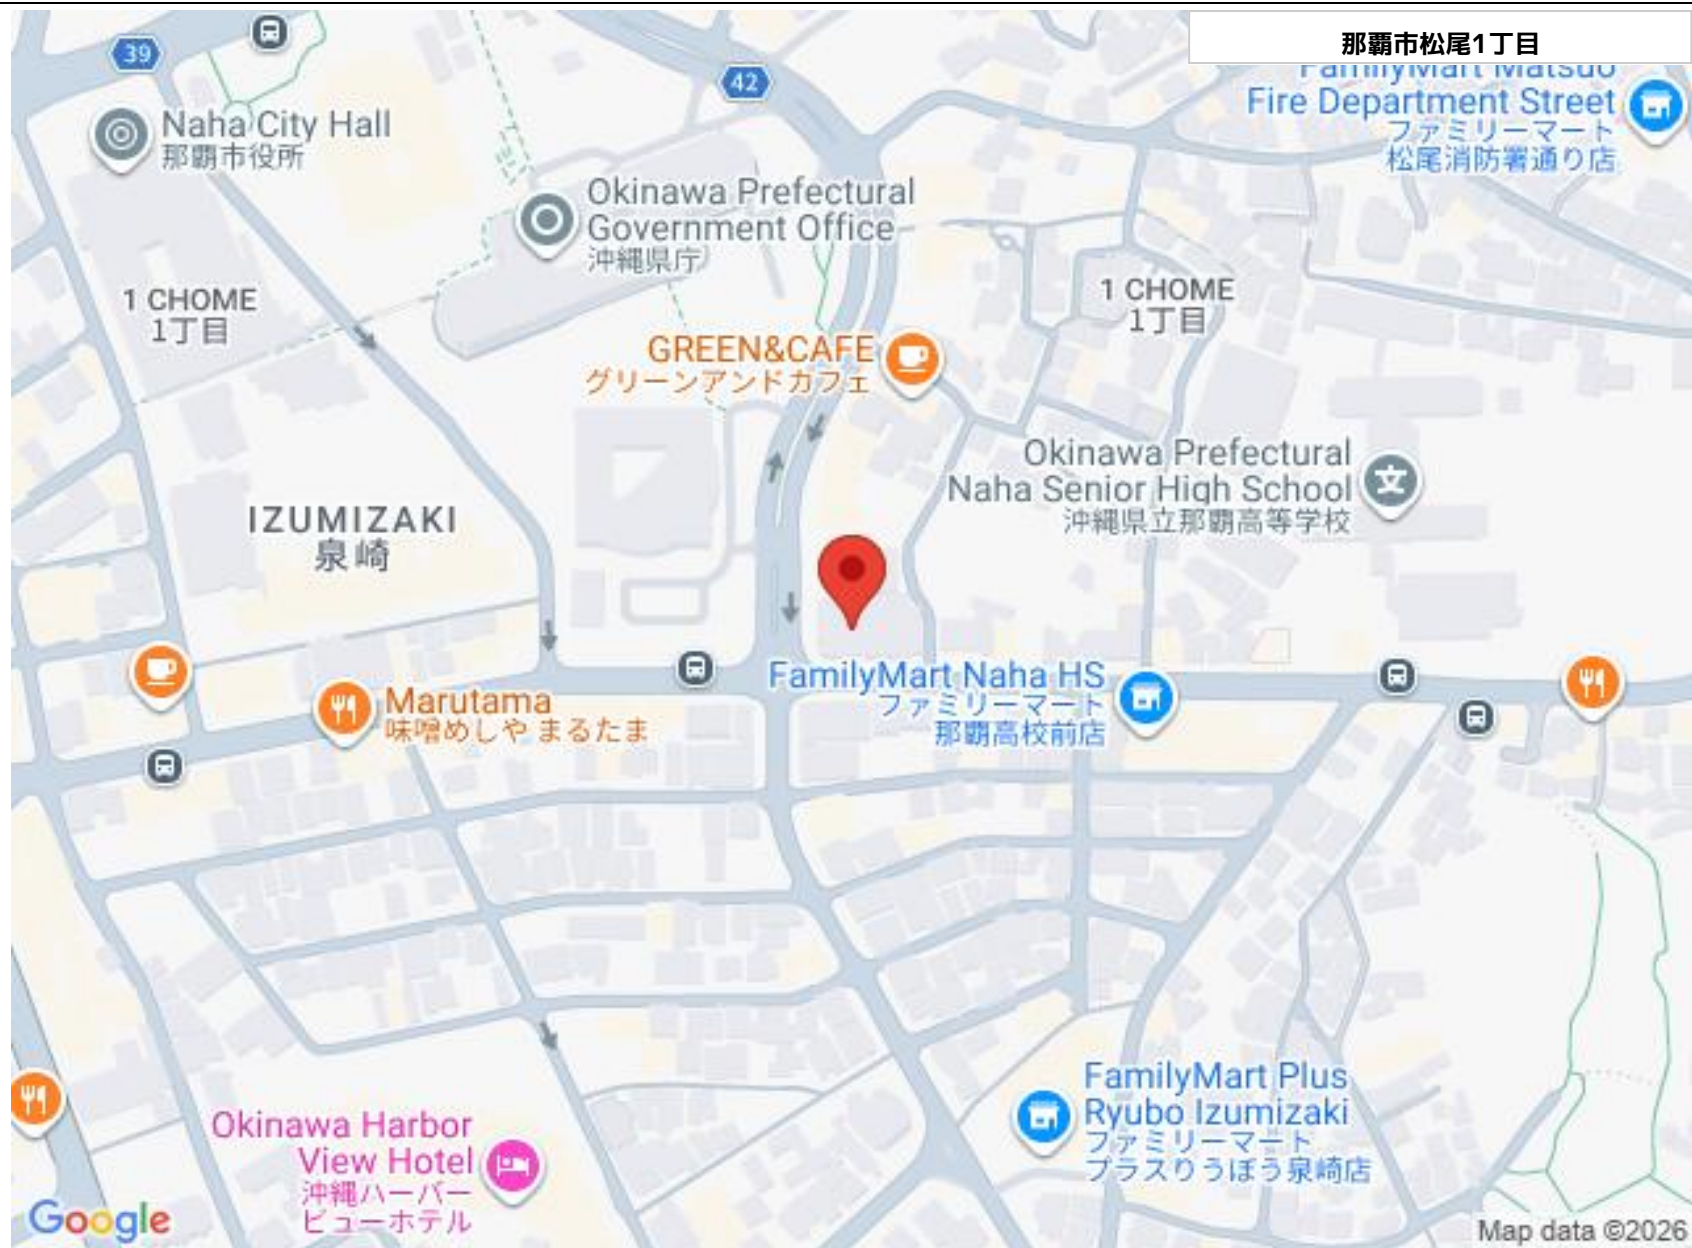 那覇市松尾1丁目
39
42
FamilyMart Matsuo
Fire Department Street
ファミリーマート
松尾消防署通り店
Naha City Hall
那覇市役所
Okinawa Prefectural
Government Office
沖縄県庁
1 CHOME
1丁目
1 CHOME
1丁目
GREEN&CAFE
グリーンアンドカフェ
Okinawa Prefectural
Naha Senior High School
沖縄県立那覇高等学校
文
IZUMIZAKI
泉崎
FamilyMart Naha HS
ファミリーマート
那覇高校前店
Marutama
味噌めしや まるたま
FamilyMart Plus
Ryubo Izumizaki
ファミリーマート
プラスりうぼう泉崎店
Okinawa Harbor
View Hotel
沖縄ハーバー
ビューホテル
Google
Map data ©2026